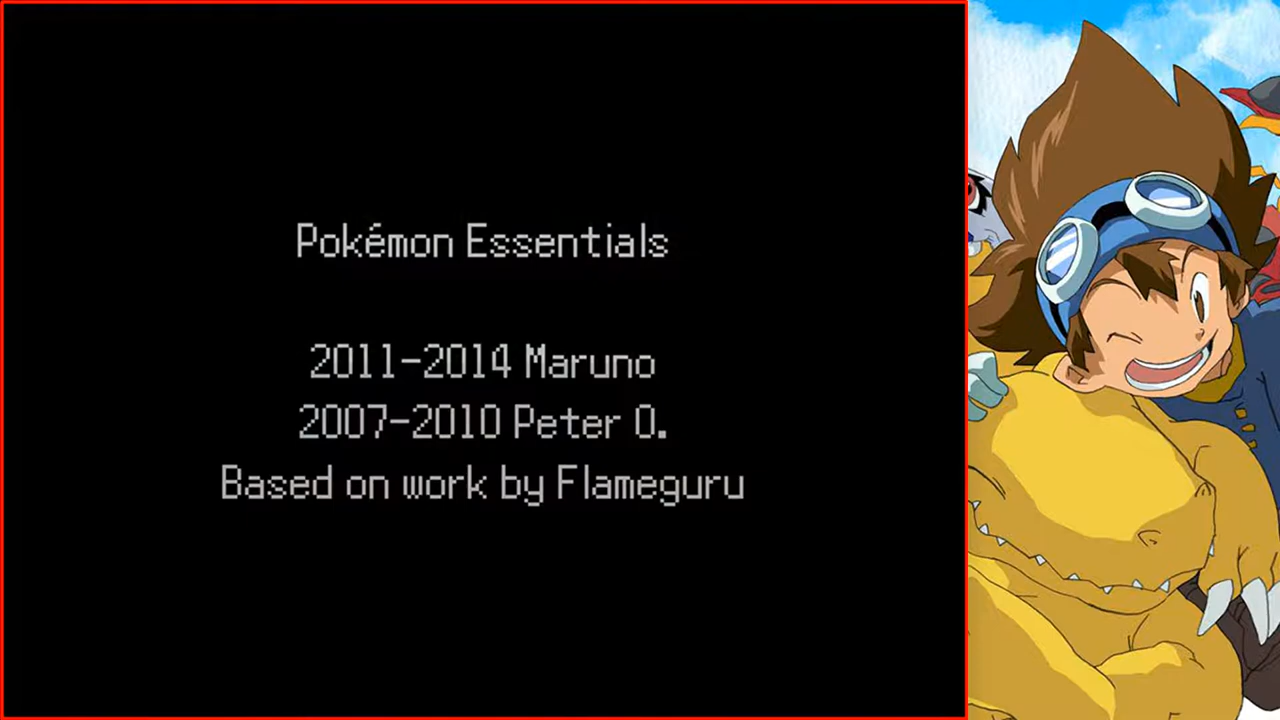 Pokémon Essentials
2011-2014 Maruno
2007-2010 Peter O.
Based on work by Flameguru